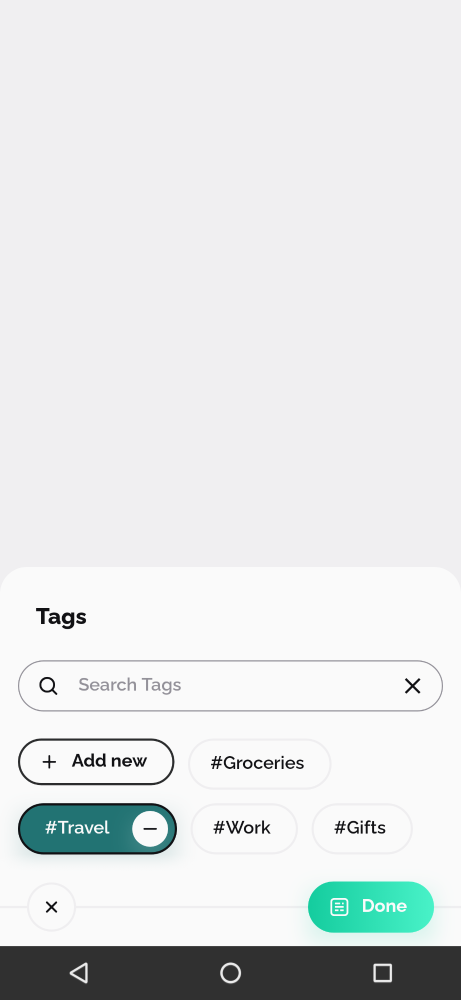 Tags
Search Tags
Add new
#Groceries
#Travel
#Work
#Gifts
Done